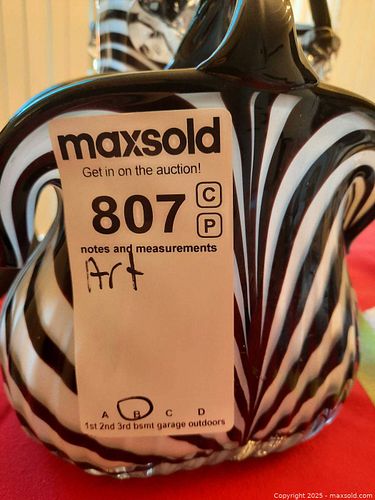 maxsold
Get in on the auction!
807
C
P
notes and measurements
Art
A B C D
1st 2nd 3rd bsmt garage outdoors
Copyright 2025 - maxsold.com